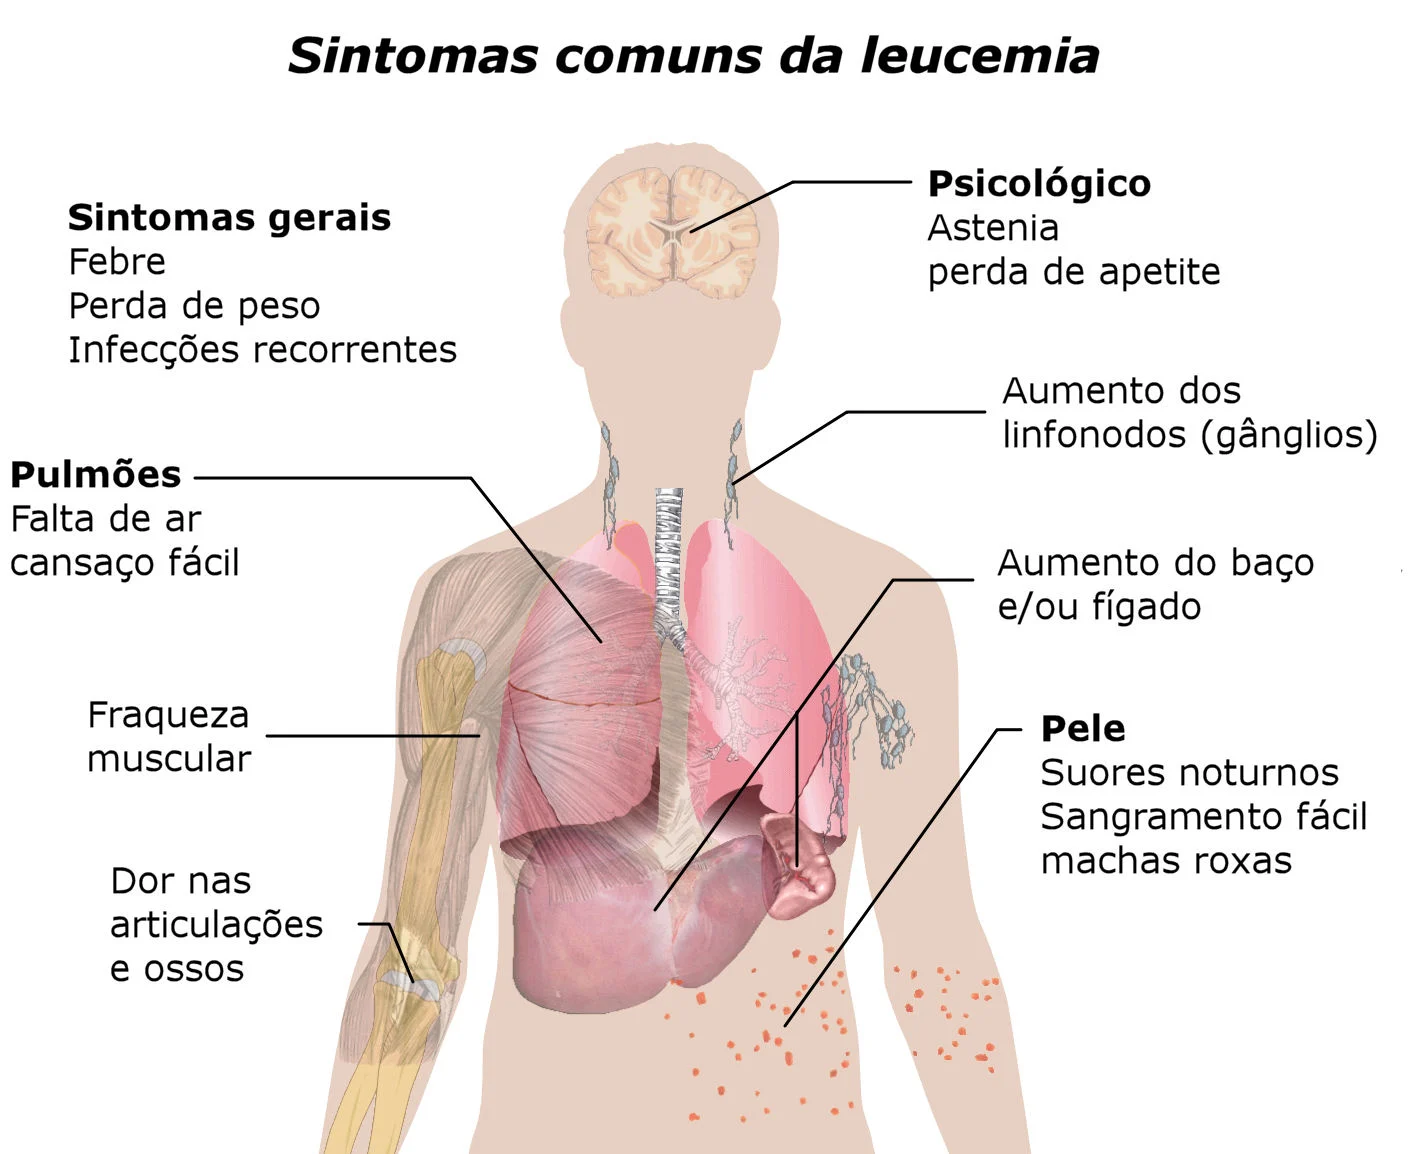 Sintomas comuns da leucemia
Sintomas gerais
Febre
Perda de peso
Infecções recorrentes
Psicológico
Astenia
perda de apetite
Aumento dos
linfonodos (gânglios)
Pulmões
Falta de ar
cansaço fácil
Aumento do baço
e/ou fígado
Fraqueza
muscular
Pele
Suores noturnos
Sangramento fácil
machas roxas
Dor nas
articulações
e ossos